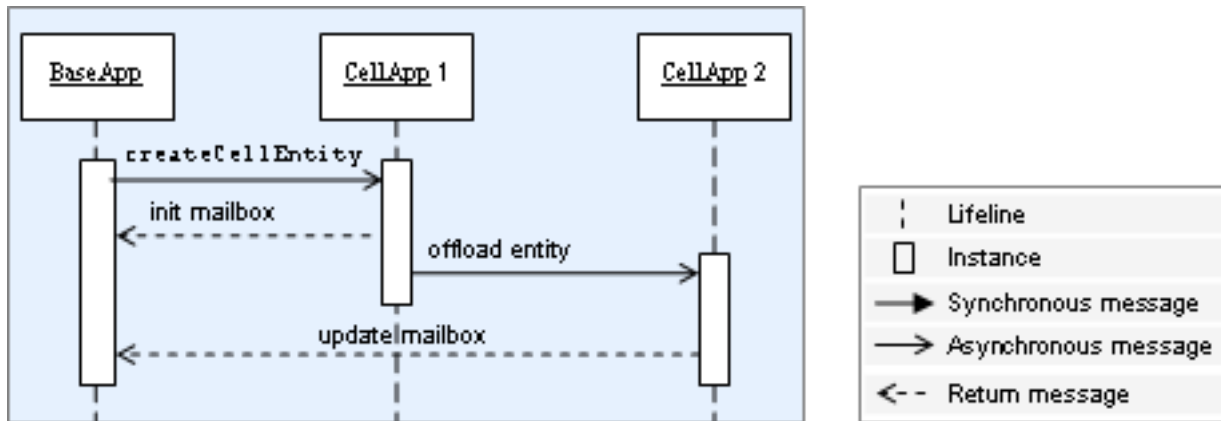 BaseApp
CellApp 1
CellApp 2
createCellEntity
init mailbox
offload entity
update mailbox
Lifeline
Instance
Synchronous message
Asynchronous message
Return message